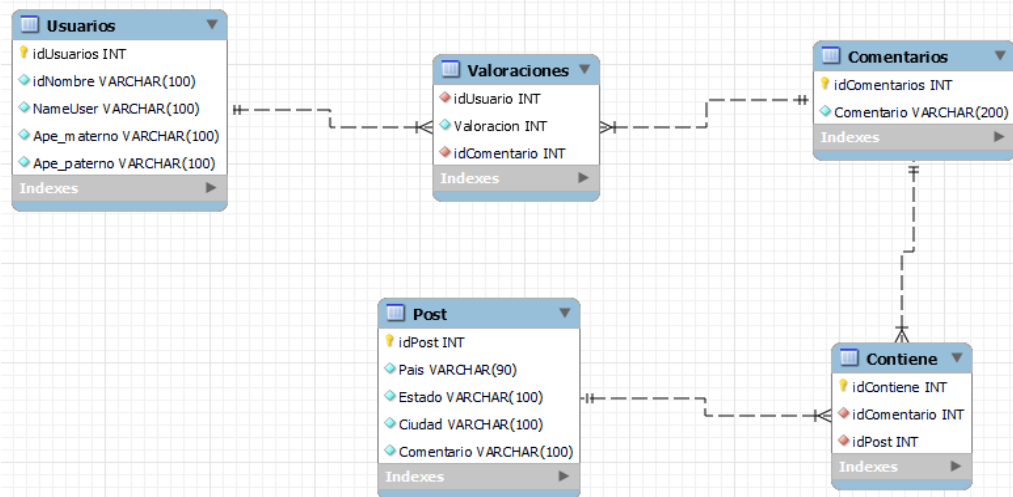 Usuarios
idUsuarios INT
idNombre VARCHAR(100)
NameUser VARCHAR(100)
Ape_materno VARCHAR(100)
Ape_paterno VARCHAR(100)
Indexes
Valoraciones
idUsuario INT
Valoracion INT
idComentario INT
Indexes
Comentarios
idComentarios INT
Comentario VARCHAR(200)
Indexes
Post
idPost INT
Pais VARCHAR(90)
Estado VARCHAR(100)
Ciudad VARCHAR(100)
Comentario VARCHAR(100)
Indexes
Contiene
idContiene INT
idComentario INT
idPost INT
Indexes